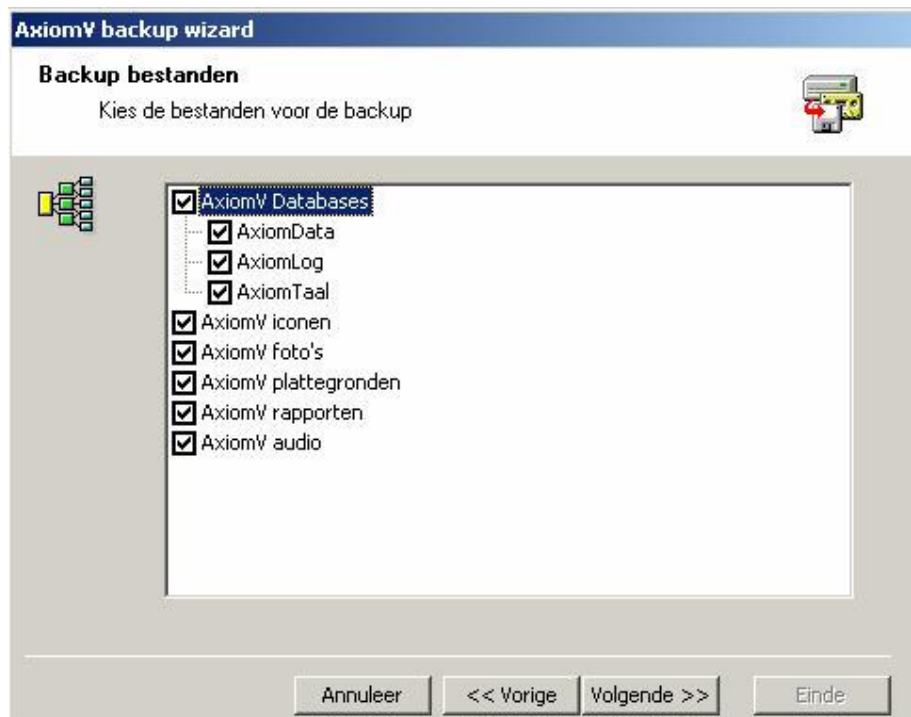 AxiomV backup wizard
Backup bestanden
Kies de bestanden voor de backup
AxiomV Databases
AxiomData
AxiomLog
AxiomTaal
AxiomV iconen
AxiomV foto's
AxiomV plattegronden
AxiomV rapporten
AxiomV audio
Annuleer << Vorige Volgende >> Einde